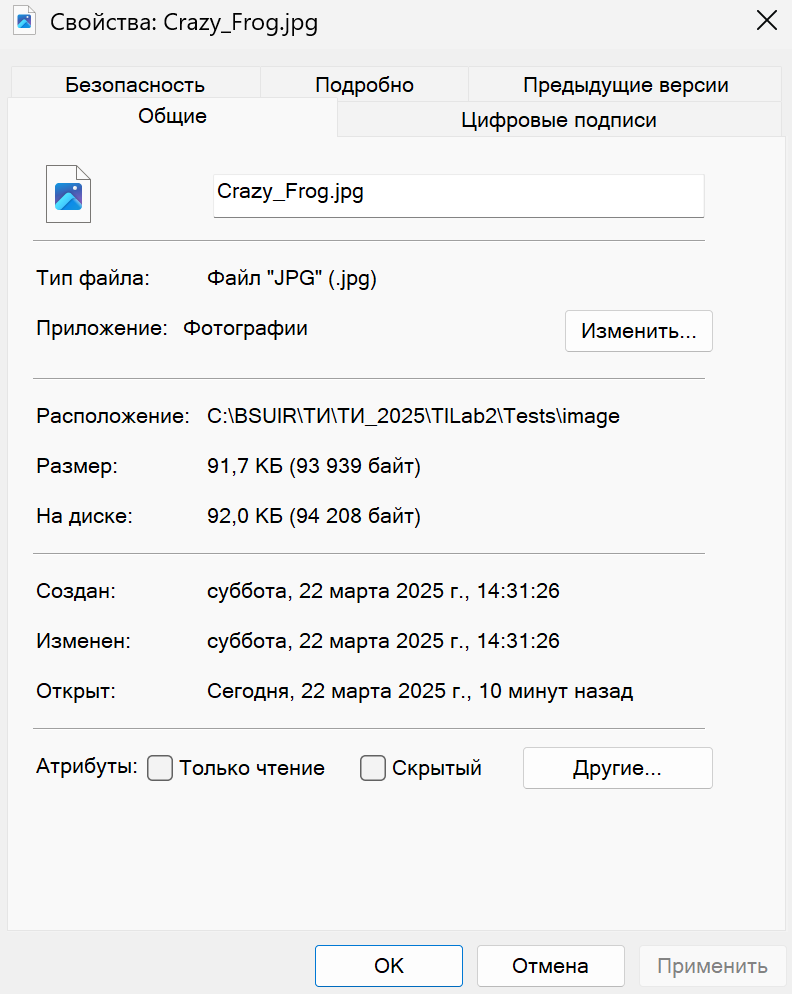 Свойства: Crazy_Frog.jpg
Безопасность Подробно Предыдущие версии
Общие Цифровые подписи
Crazy_Frog.jpg
Тип файла: Файл "JPG" (.jpg)
Приложение: Фотографии Изменить...
Расположение: C:\BSUIR\ТИ\ТИ_2025\TILab2\Tests\image
Размер: 91,7 КБ (93 939 байт)
На диске: 92,0 КБ (94 208 байт)
Создан: суббота, 22 марта 2025 г., 14:31:26
Изменен: суббота, 22 марта 2025 г., 14:31:26
Открыт: Сегодня, 22 марта 2025 г., 10 минут назад
Атрибуты: Только чтение Скрытый Другие...
OK Отмена Применить